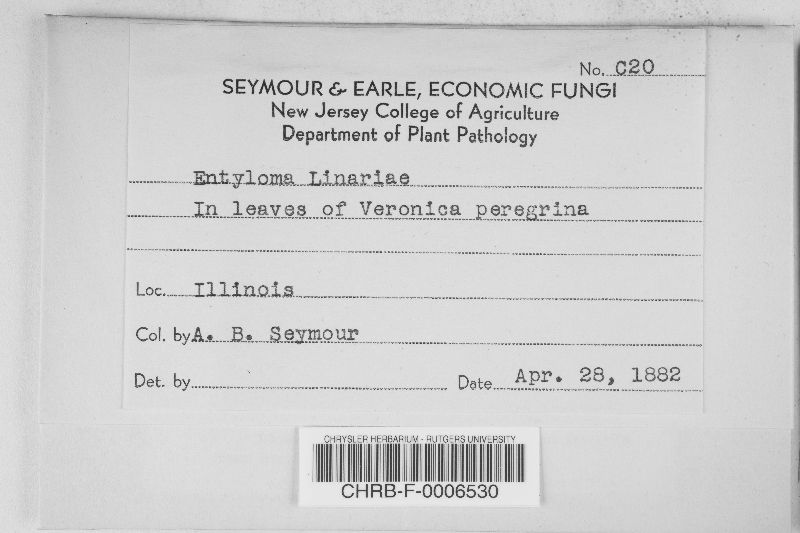 No. C20
SEYMOUR & EARLE, ECONOMIC FUNGI
New Jersey College of Agriculture
Department of Plant Pathology
Entyloma Linariae
In leaves of Veronica peregrina
Loc. Illinois
Col. by A. B. Seymour
Det. by Date Apr. 28, 1882
CHRYSLER HERBARIUM - RUTGERS UNIVERSITY
CHRB-F-0006530